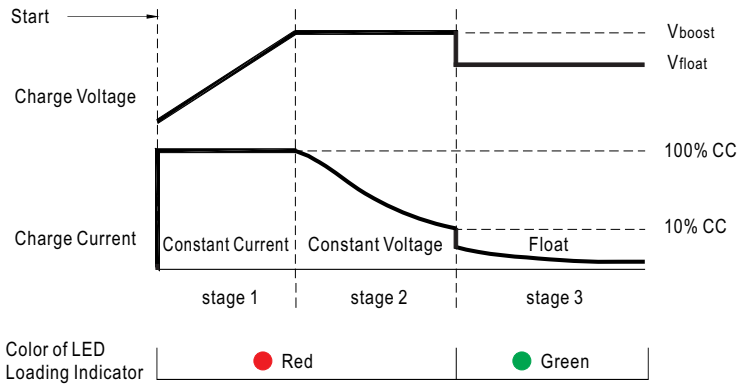 Start
Vboost
Vfloat
Charge Voltage
100% CC
10% CC
Charge Current
Constant Current
Constant Voltage
Float
stage 1
stage 2
stage 3
Color of LED
Loading Indicator
Red
Green